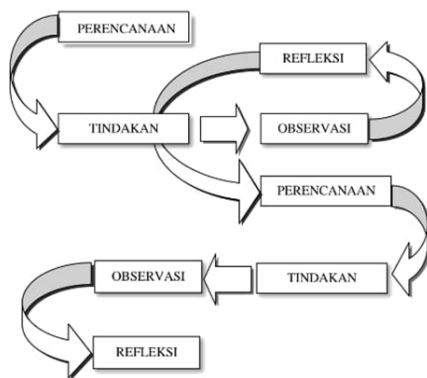 PERENCANAAN
REFLEKSI
TINDAKAN
OBSERVASI
PERENCANAAN
OBSERVASI
TINDAKAN
REFLEKSI